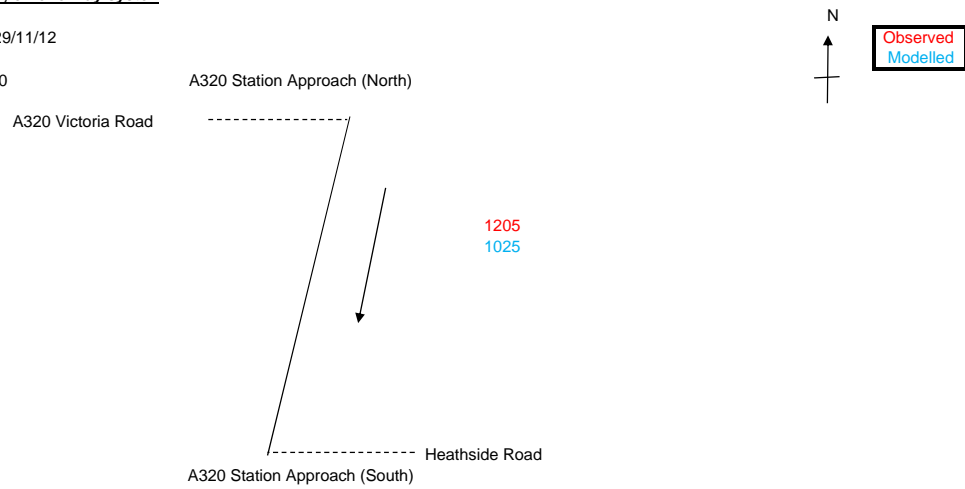 29/11/12
N
Observed
Modelled
0
A320 Station Approach (North)
A320 Victoria Road
1205
1025
Heathside Road
A320 Station Approach (South)